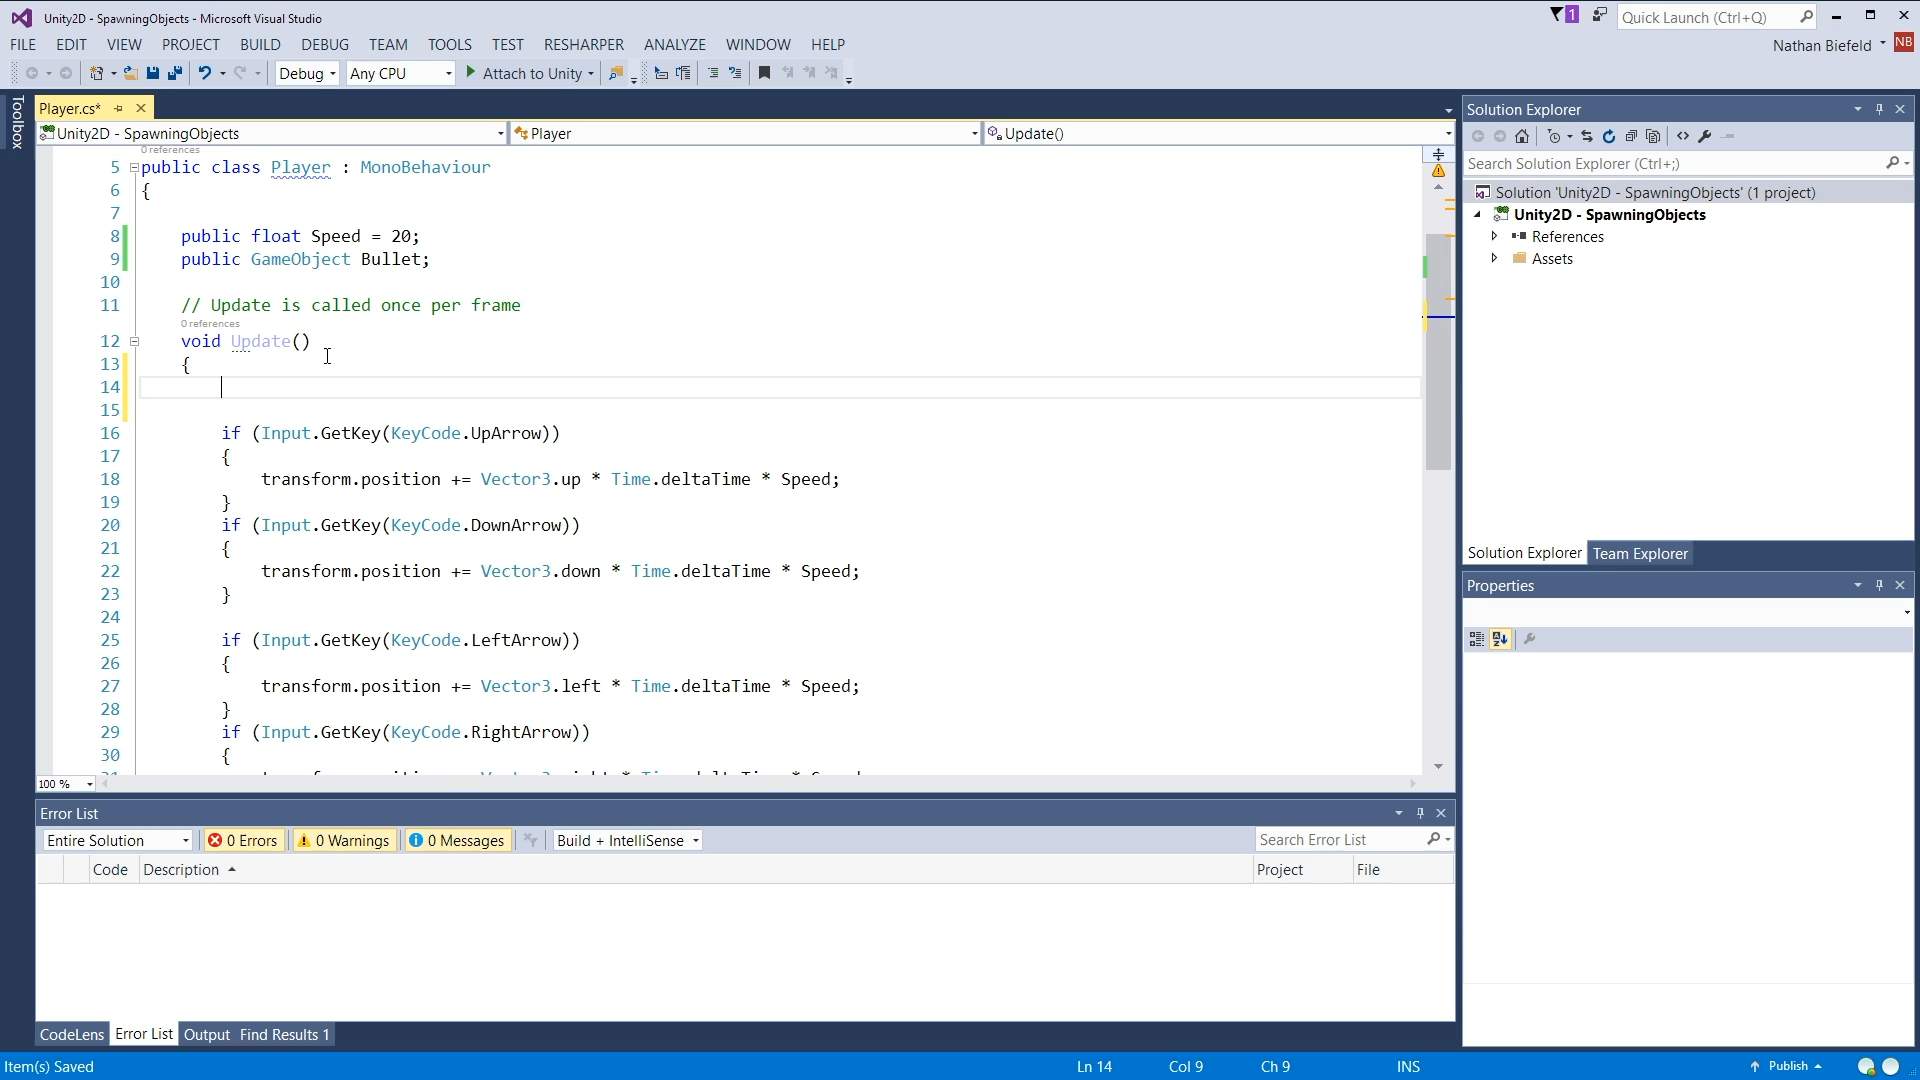 Unity2D - SpawningObjects - Microsoft Visual Studio
1
Quick Launch (Ctrl+Q)
FILE EDIT VIEW PROJECT BUILD DEBUG TEAM TOOLS TEST RESHARPER ANALYZE WINDOW HELP
Nathan Biefeld NB
Debug Any CPU Attach to Unity
Toolbox
Player.cs*
Unity2D - SpawningObjects Player Update()
0 references
5 public class Player : MonoBehaviour
6 {
7
8 public float Speed = 20;
9 public GameObject Bullet;
10
11 // Update is called once per frame
0 references
12 void Update()
13 {
14
15
16 if (Input.GetKey(KeyCode.UpArrow))
17 {
18 transform.position += Vector3.up * Time.deltaTime * Speed;
19 }
20 if (Input.GetKey(KeyCode.DownArrow))
21 {
22 transform.position += Vector3.down * Time.deltaTime * Speed;
23 }
24
25 if (Input.GetKey(KeyCode.LeftArrow))
26 {
27 transform.position += Vector3.left * Time.deltaTime * Speed;
28 }
29 if (Input.GetKey(KeyCode.RightArrow))
30 {
100 %
Solution Explorer
Search Solution Explorer (Ctrl+;)
Solution 'Unity2D - SpawningObjects' (1 project)
Unity2D - SpawningObjects
References
Assets
Solution Explorer Team Explorer
Properties
Error List
Entire Solution 0 Errors 0 Warnings 0 Messages Build + IntelliSense Search Error List
Code Description Project File
CodeLens Error List Output Find Results 1
Item(s) Saved Ln 14 Col 9 Ch 9 INS Publish